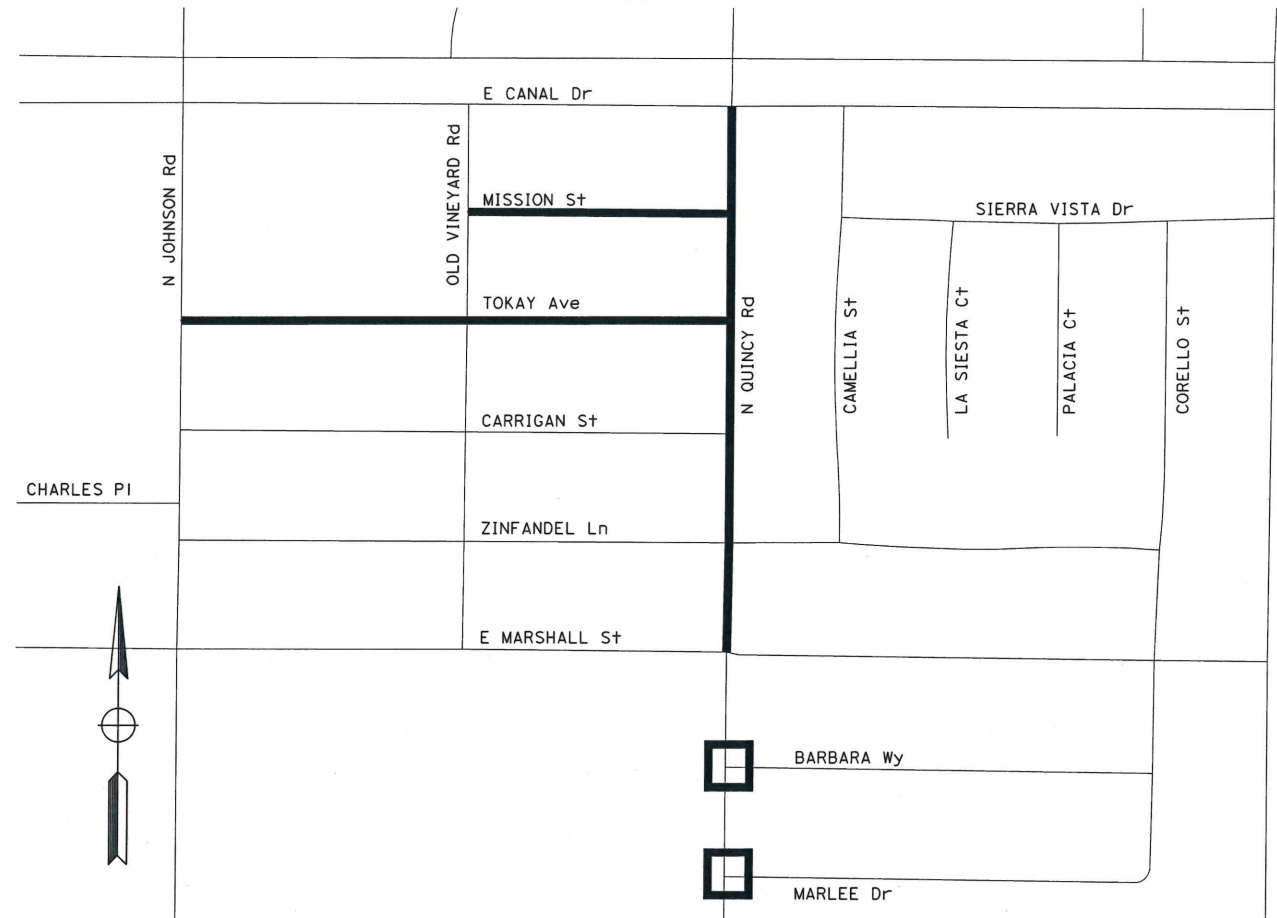 E CANAL Dr
N JOHNSON Rd
OLD VINEYARD Rd
MISSION St
SIERRA VISTA Dr
TOKAY Ave
N QUINCY Rd
CAMELLIA St
LA SIESTA Ct
PALACIA Ct
CORELLO St
CARRIGAN St
CHARLES Pl
ZINFANDEL Ln
E MARSHALL St
BARBARA Wy
MARLEE Dr